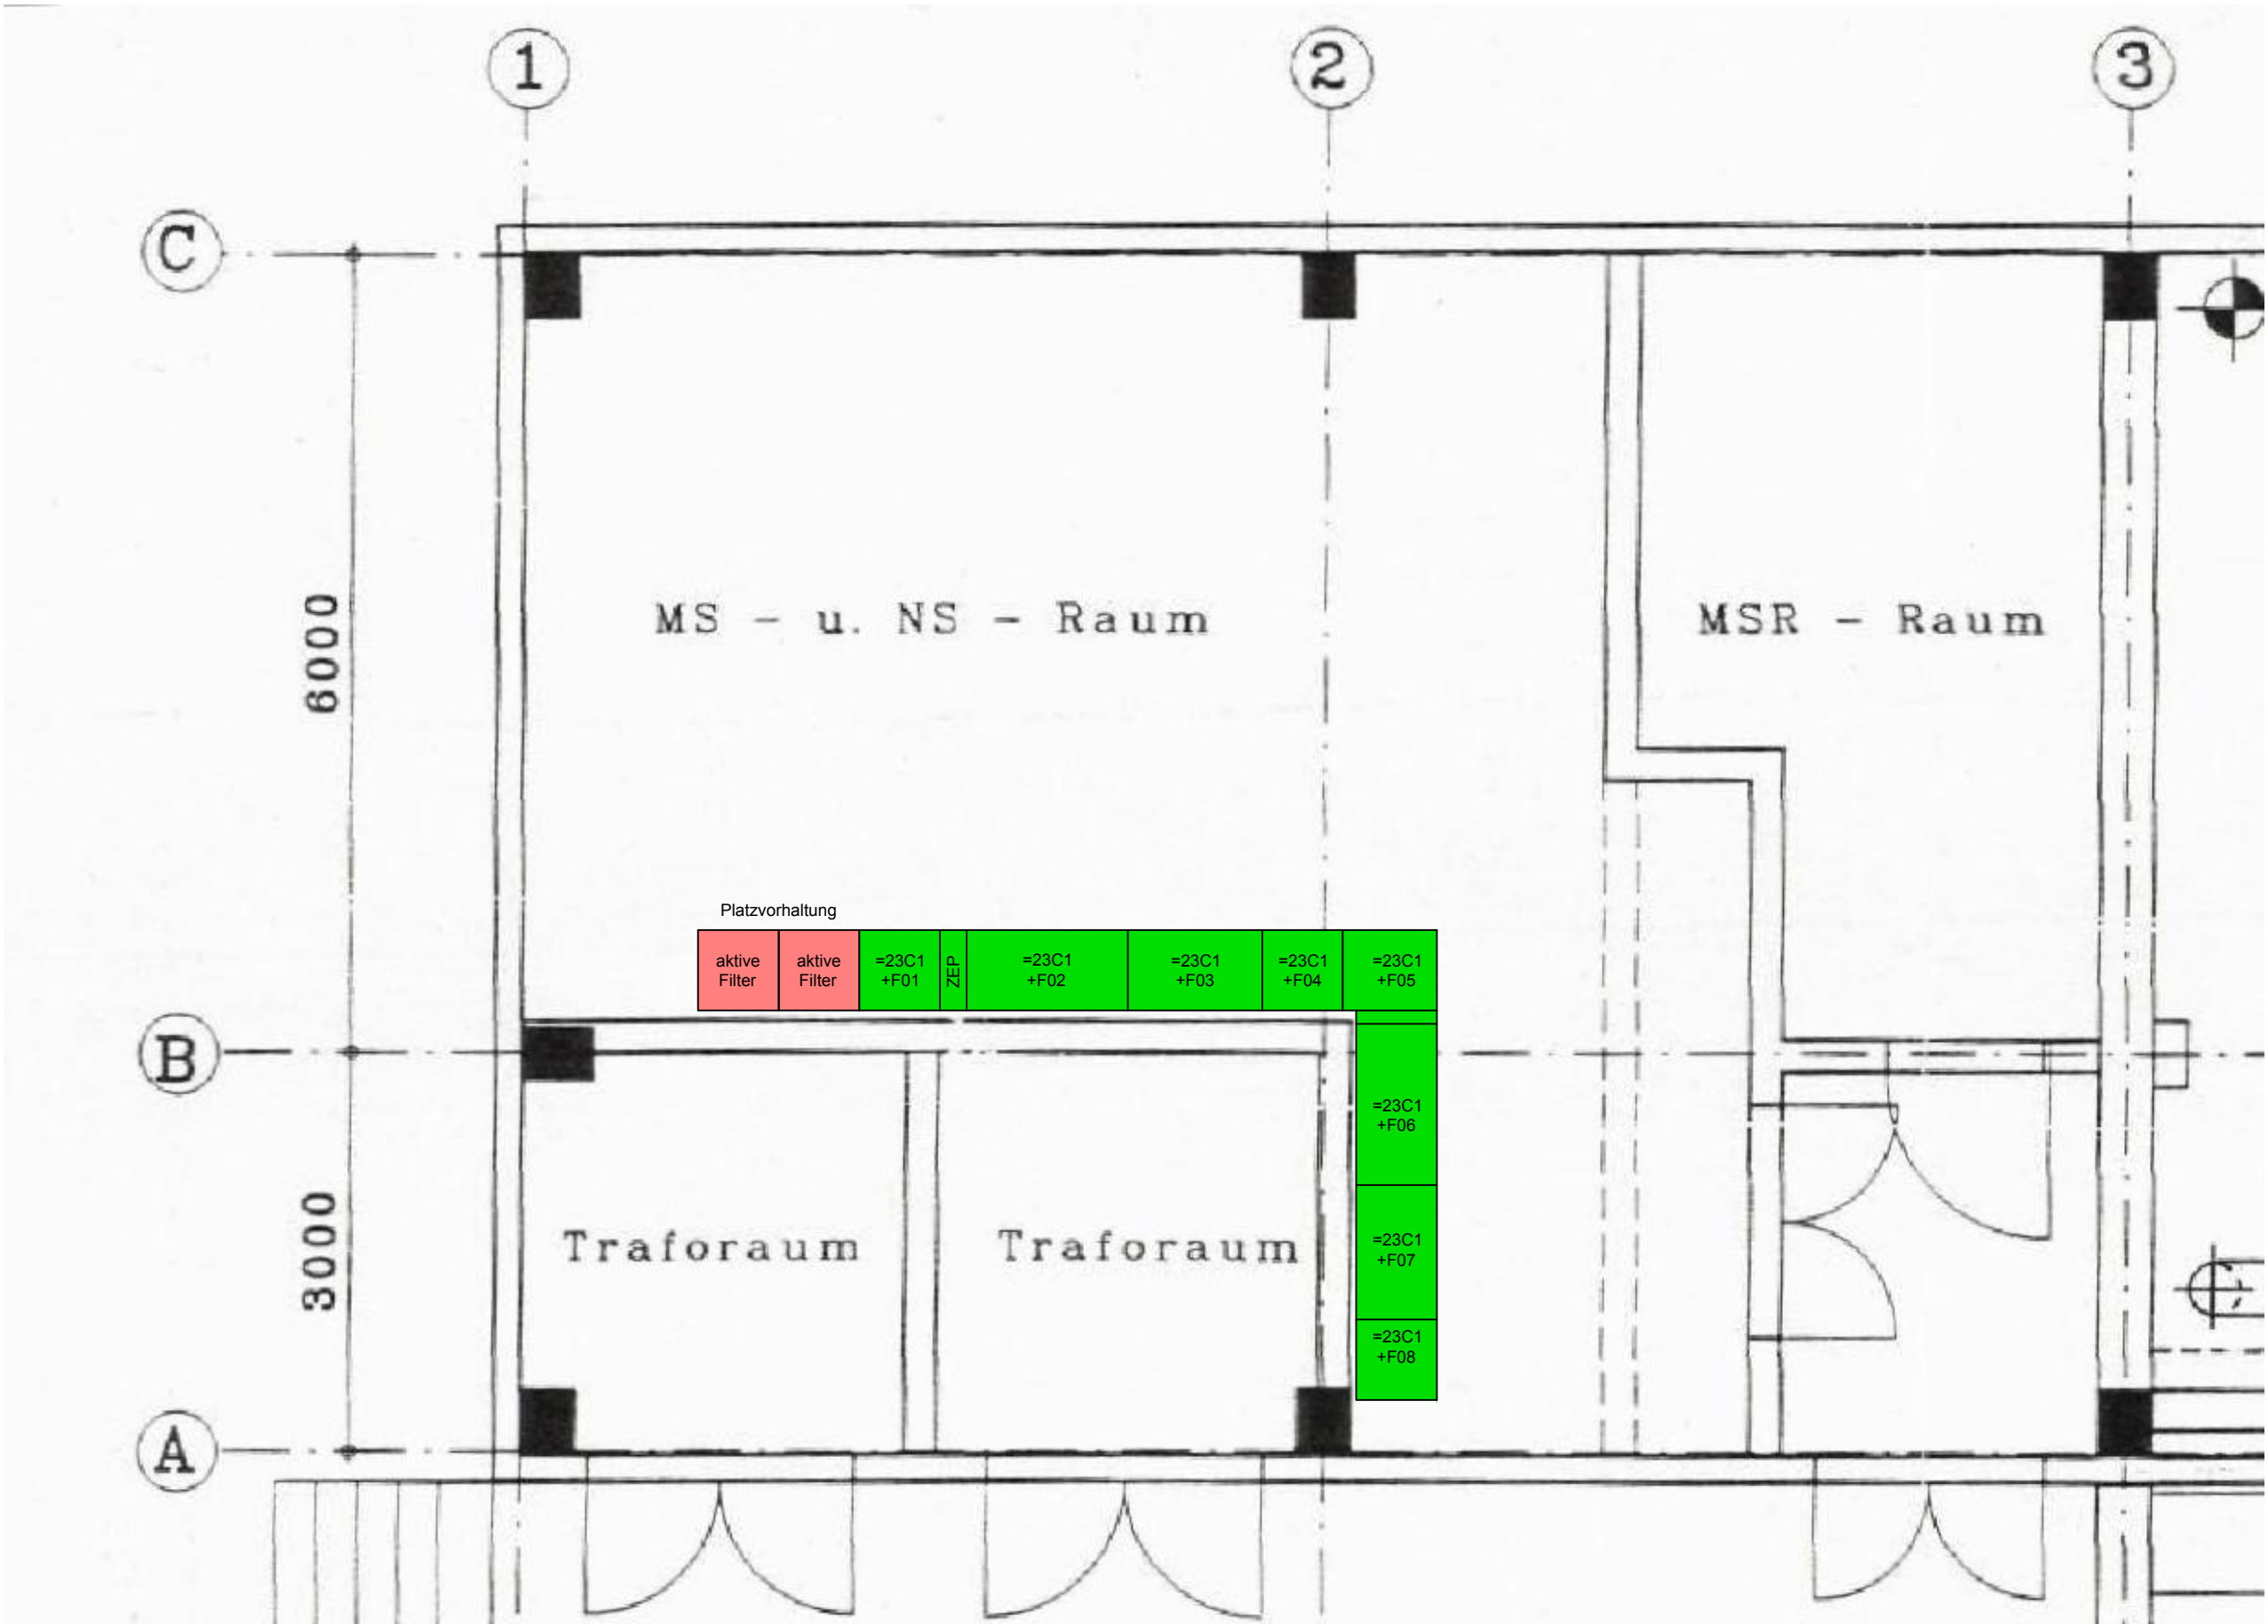 1
2
3
C
6000
MS - u. NS - Raum
MSR - Raum
Platzvorhaltung
aktive
Filter
aktive
Filter
=23C1
+F01
ZEP
=23C1
+F02
=23C1
+F03
=23C1
+F04
=23C1
+F05
B
=23C1
+F06
3000
Traforaum
Traforaum
=23C1
+F07
=23C1
+F08
A